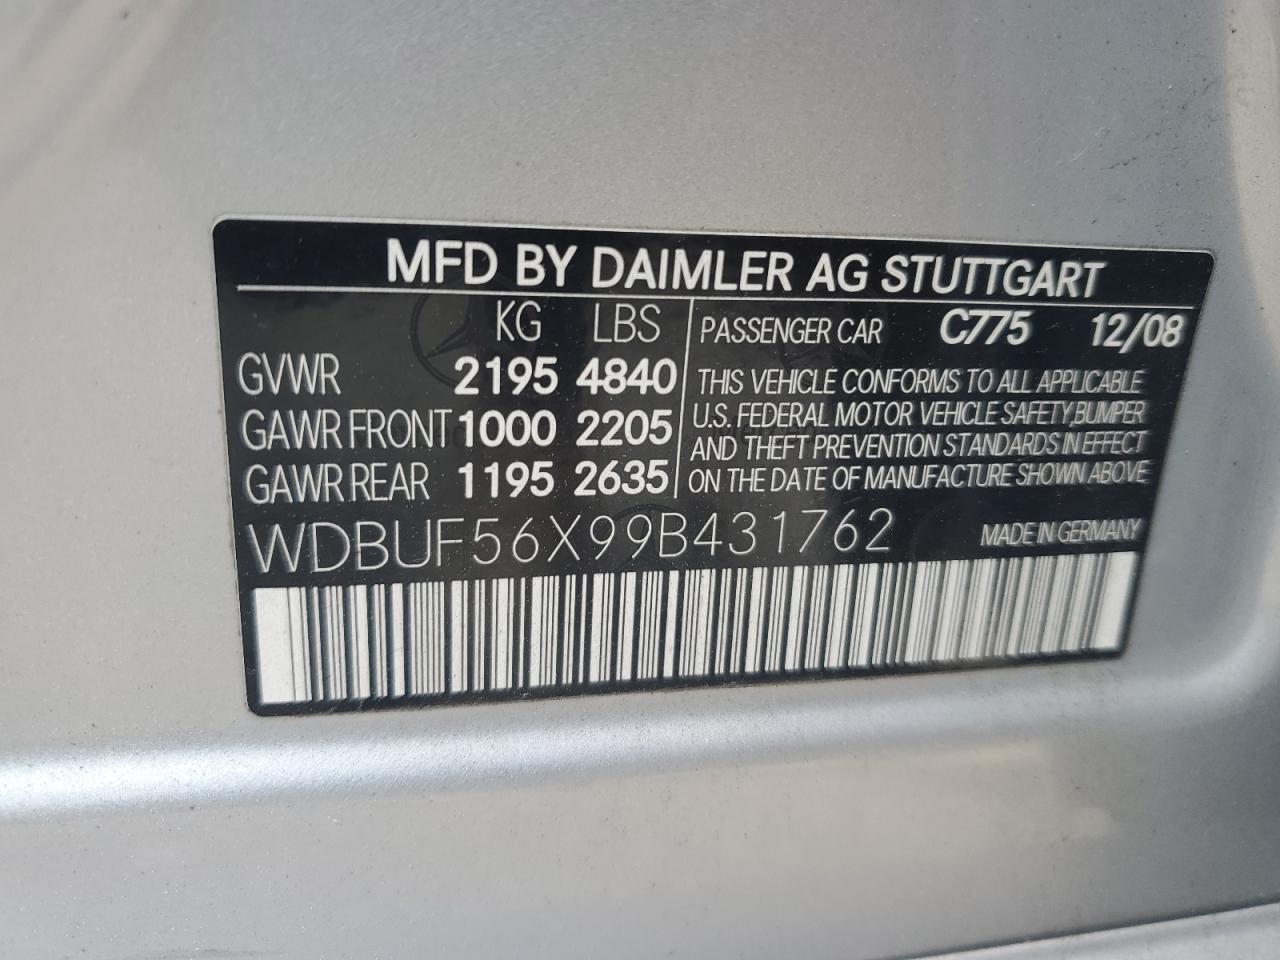 MFD BY DAIMLER AG STUTTGART
KG LBS
GVWR 2195 4840
GAWR FRONT 1000 2205
GAWR REAR 1195 2635
PASSENGER CAR C775 12/08
THIS VEHICLE CONFORMS TO ALL APPLICABLE
U.S. FEDERAL MOTOR VEHICLE SAFETY,BUMPER
AND THEFT PREVENTION STANDARDS IN EFFECT
ON THE DATE OF MANUFACTURE SHOWN ABOVE
WDBUF56X99B431762
MADE IN GERMANY